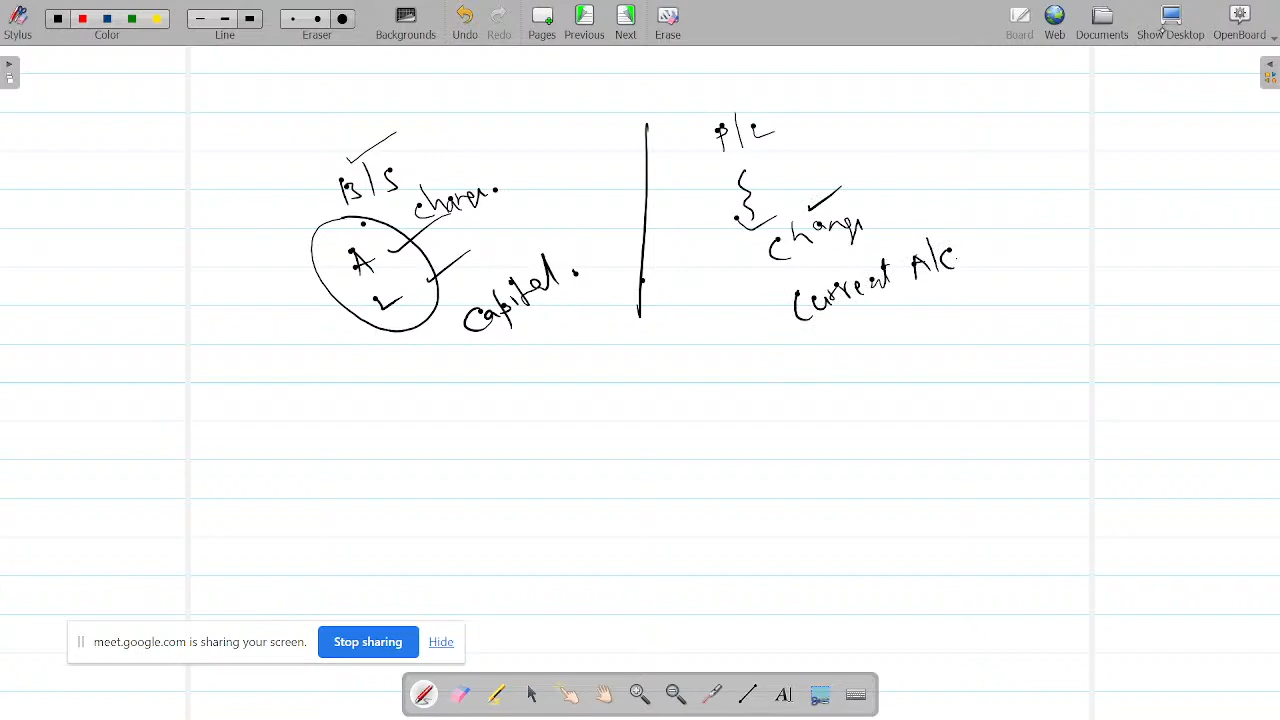 Stylus
Color
Line
Eraser
Backgrounds
Undo
Redo
Pages
Previous
Next
Erase
Board
Web
Documents
Show Desktop
OpenBoard
B/S
A
L
Capital.
P/L
Change
Current A/C
meet.google.com is sharing your screen.
Stop sharing
Hide